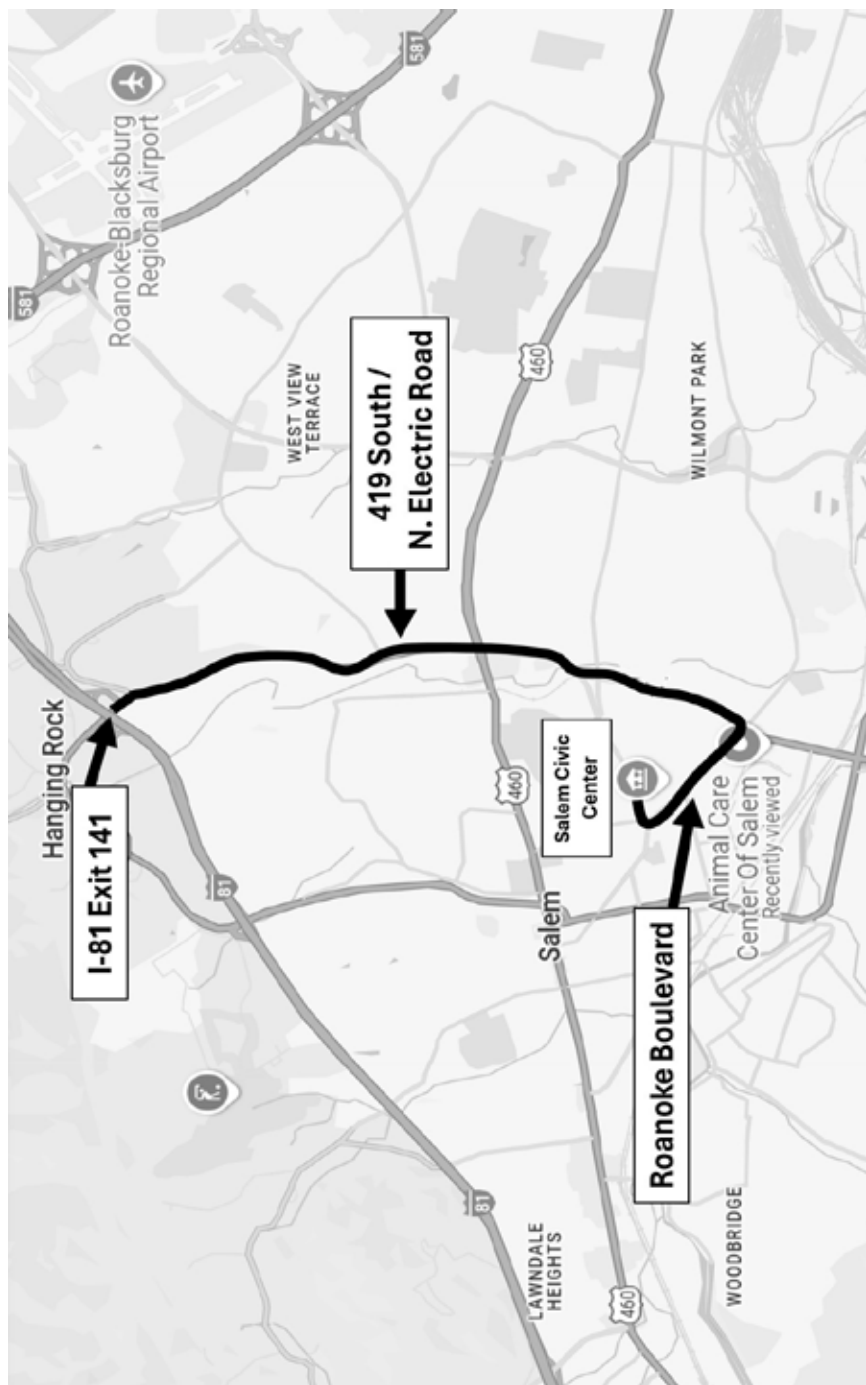 581
Roanoke-Blacksburg
Regional Airport
581
Hanging Rock
I-81 Exit 141
81
WEST VIEW
TERRACE
419 South /
N. Electric Road
460
81
LAWNDALE
HEIGHTS
460
Salem
Salem Civic
Center
460
WILMONT PARK
Animal Care
Center Of Salem
Recently viewed
Roanoke Boulevard
WOODBRIDGE